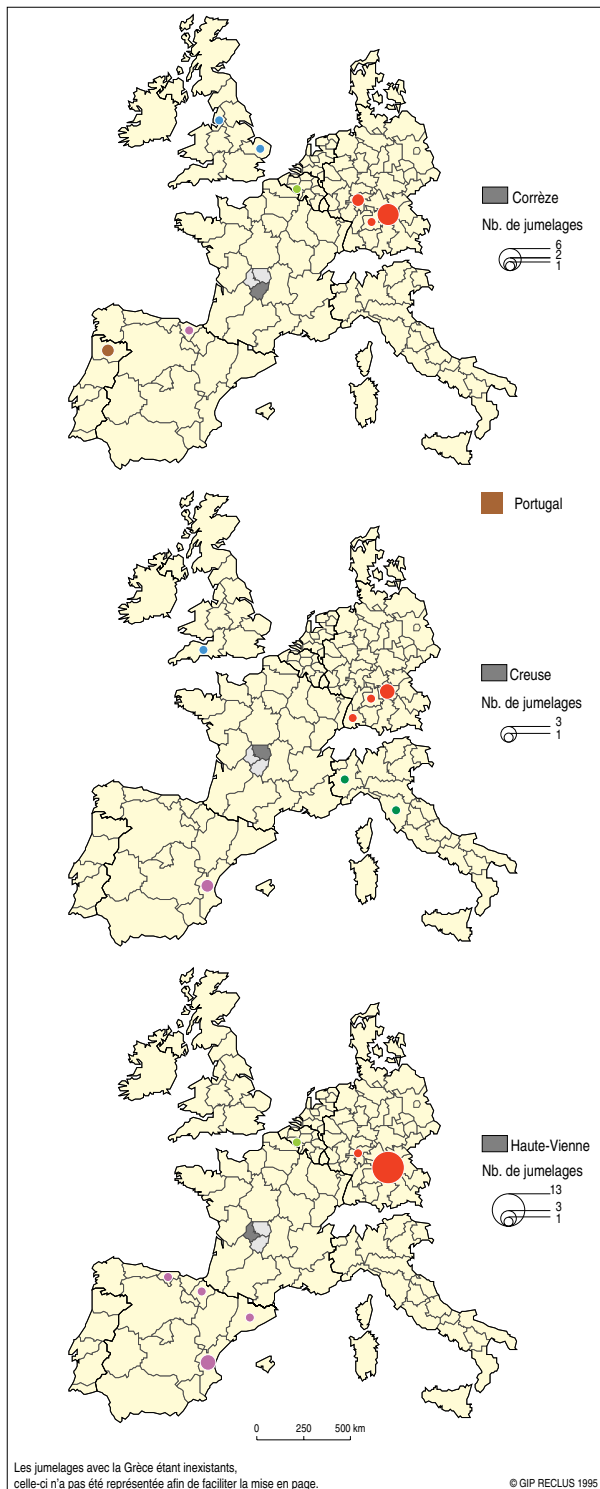 Corrèze
Nb. de jumelages
6
2
1
Portugal
Creuse
Nb. de jumelages
3
1
Haute-Vienne
Nb. de jumelages
13
3
1
0 250 500 km
Les jumelages avec la Grèce étant inexistants,
celle-ci n'a pas été représentée afin de faciliter la mise en page.
© GIP RECLUS 1995